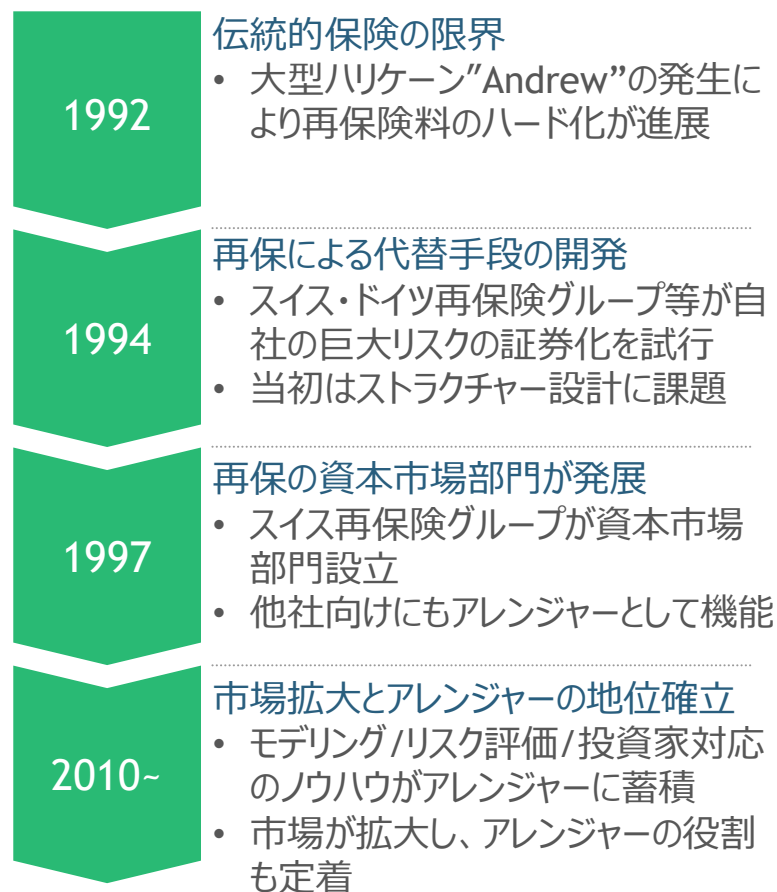 1992
伝統的保険の限界
• 大型ハリケーン”Andrew”の発生に
より再保険料のハード化が進展
1994
再保による代替手段の開発
• スイス・ドイツ再保険グループ等が自
社の巨大リスクの証券化を試行
• 当初はストラクチャー設計に課題
1997
再保の資本市場部門が発展
• スイス再保険グループが資本市場
部門設立
• 他社向けにもアレンジャーとして機能
2010~
市場拡大とアレンジャーの地位確立
• モデリング/リスク評価/投資家対応
のノウハウがアレンジャーに蓄積
• 市場が拡大し、アレンジャーの役割
も定着